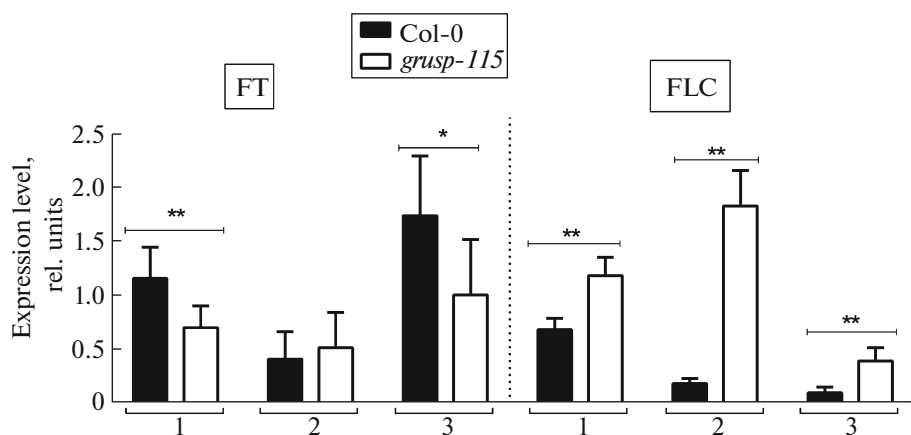 Col-0
grusp-115
FT
FLC
Expression level,
rel. units
2.5
2.0
1.5
1.0
0.5
0
**
*
**
**
**
1
2
3
1
2
3